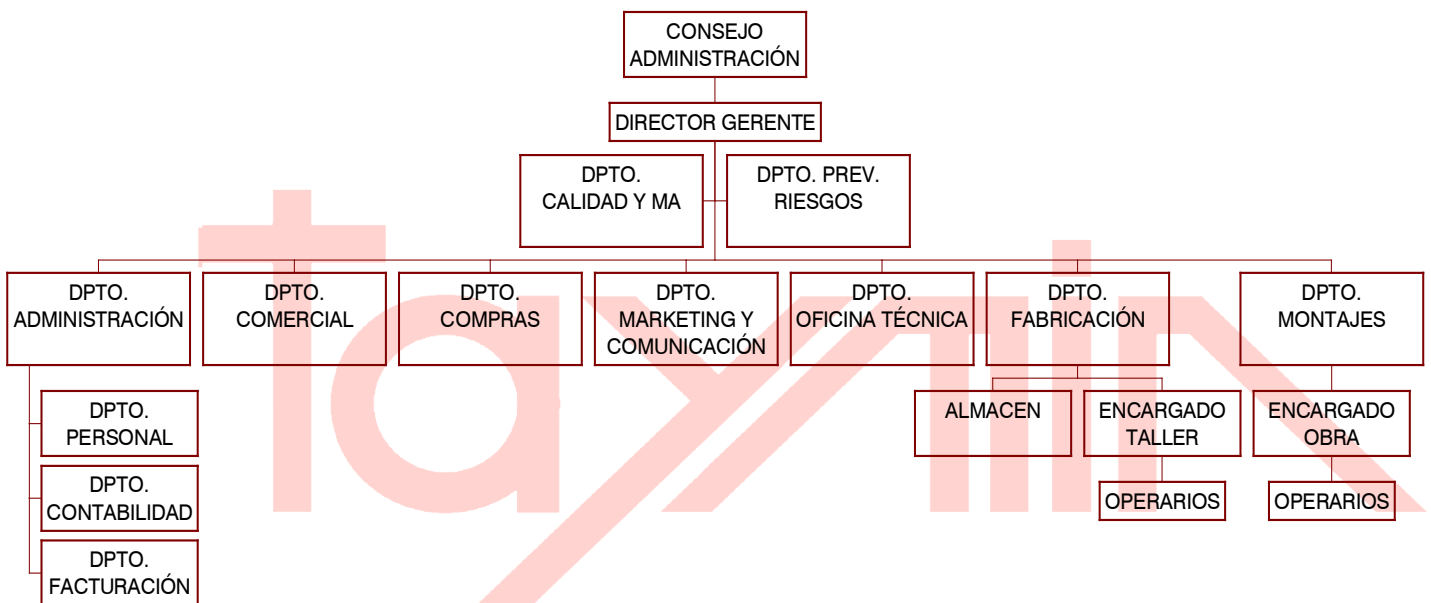 CONSEJO
ADMINISTRACIÓN
DIRECTOR GERENTE
DPTO.
CALIDAD Y MA
DPTO. PREV.
RIESGOS
DPTO.
ADMINISTRACIÓN
DPTO.
COMERCIAL
DPTO.
COMPRAS
DPTO.
MARKETING Y
COMUNICACIÓN
DPTO.
OFICINA TÉCNICA
DPTO.
FABRICACIÓN
DPTO.
MONTAJES
DPTO.
PERSONAL
DPTO.
CONTABILIDAD
DPTO.
FACTURACIÓN
ALMACEN
ENCARGADO
TALLER
OPERARIOS
ENCARGADO
OBRA
OPERARIOS
taymin